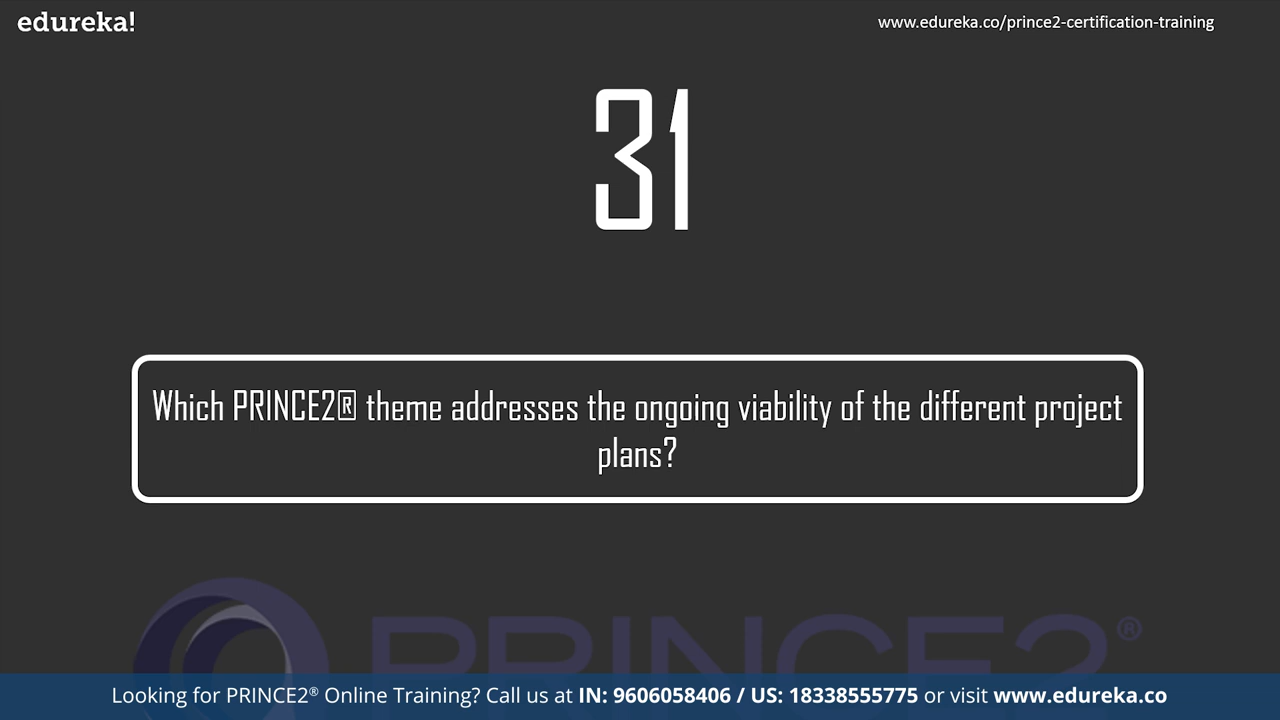 edureka!
www.edureka.co/prince2-certification-training
31
Which PRINCE2® theme addresses the ongoing viability of the different project
plans?
PRINCE2®
Looking for PRINCE2® Online Training? Call us at IN: 9606058406 / US: 18338555775 or visit www.edureka.co